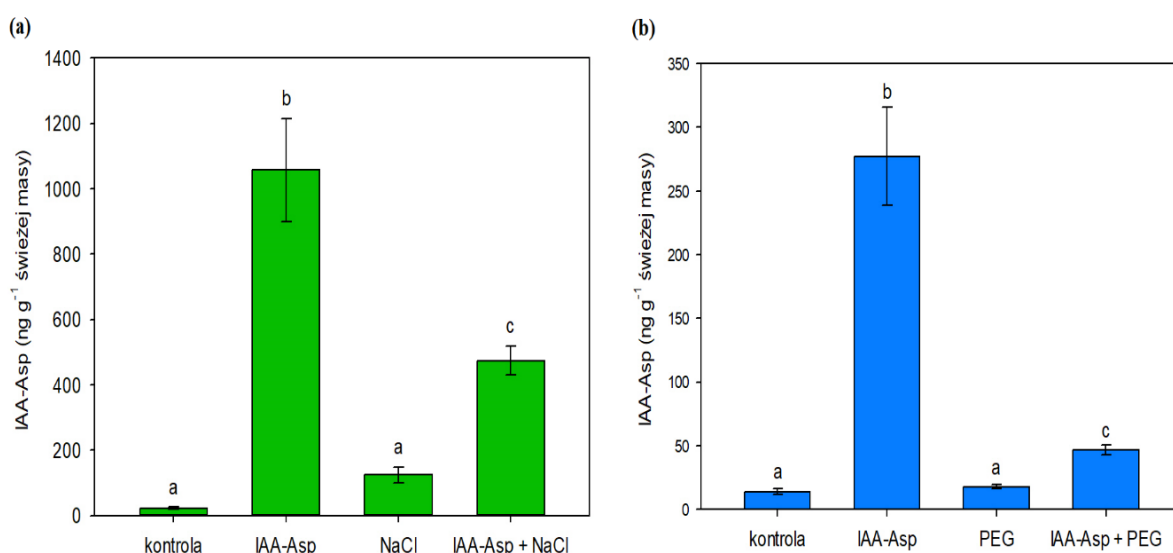 (a)
IAA-Asp (ng g⁻¹ świeżej masy)
1400
1200
1000
800
600
400
200
0
a
b
a
c
kontrola IAA-Asp NaCl IAA-Asp + NaCl
(b)
IAA-Asp (ng g⁻¹ świeżej masy)
350
300
250
200
150
100
50
0
a
b
a
c
kontrola IAA-Asp PEG IAA-Asp + PEG